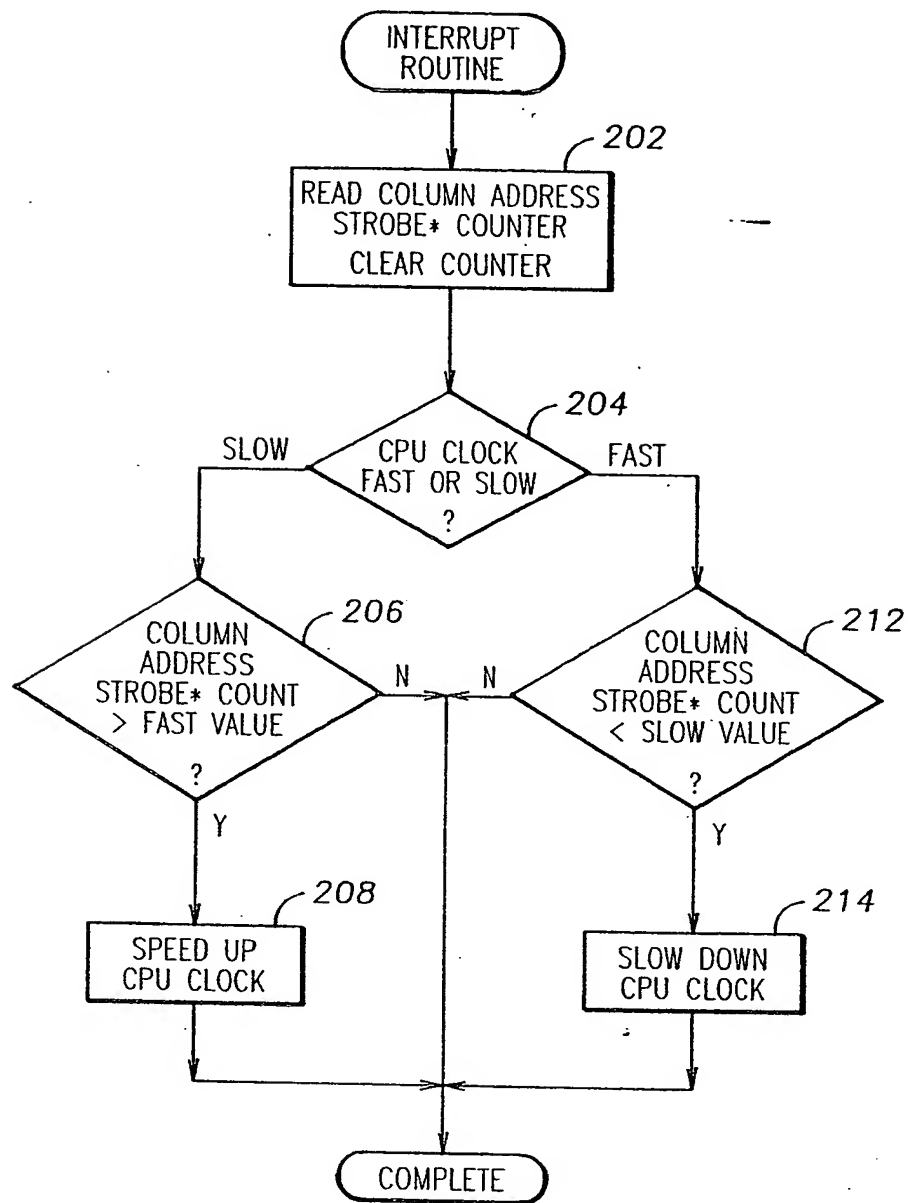 INTERRUPT
ROUTINE
202
READ COLUMN ADDRESS
STROBE* COUNTER
CLEAR COUNTER
204
SLOW
CPU CLOCK
FAST OR SLOW
?
FAST
206
COLUMN
ADDRESS
STROBE* COUNT
> FAST VALUE
?
N
N
212
COLUMN
ADDRESS
STROBE* COUNT
< SLOW VALUE
?
Y
Y
208
SPEED UP
CPU CLOCK
214
SLOW DOWN
CPU CLOCK
COMPLETE